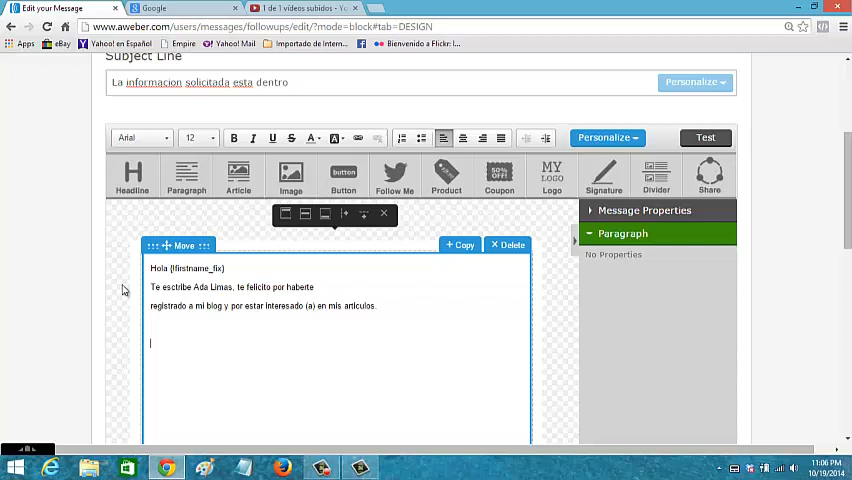 Edit your Message
Google
1 de 1 vídeos subidos - Yo
www.aweber.com/users/messages/followups/edit/?mode=block#tab=DESIGN
Apps
eBay
Yahoo! en Español
Empire
Yahoo! Mail
Importado de Intern...
Bienvenido a Flickr: l...
Subject Line
La informacion solicitada esta dentro
Personalize
Arial
12
B I U S A A
Personalize
Test
Headline
Paragraph
Article
Image
button
Button
Follow Me
Product
50% OFF!
Coupon
MY LOGO
Logo
Signature
Divider
Share
Message Properties
Paragraph
No Properties
Move
+ Copy
× Delete
Hola {!firstname_fix}
Te esctribe Ada Limas, te felicito por haberte
registrado a mi blog y por estar interesado (a) en mis articulos.
11:06 PM
10/19/2014